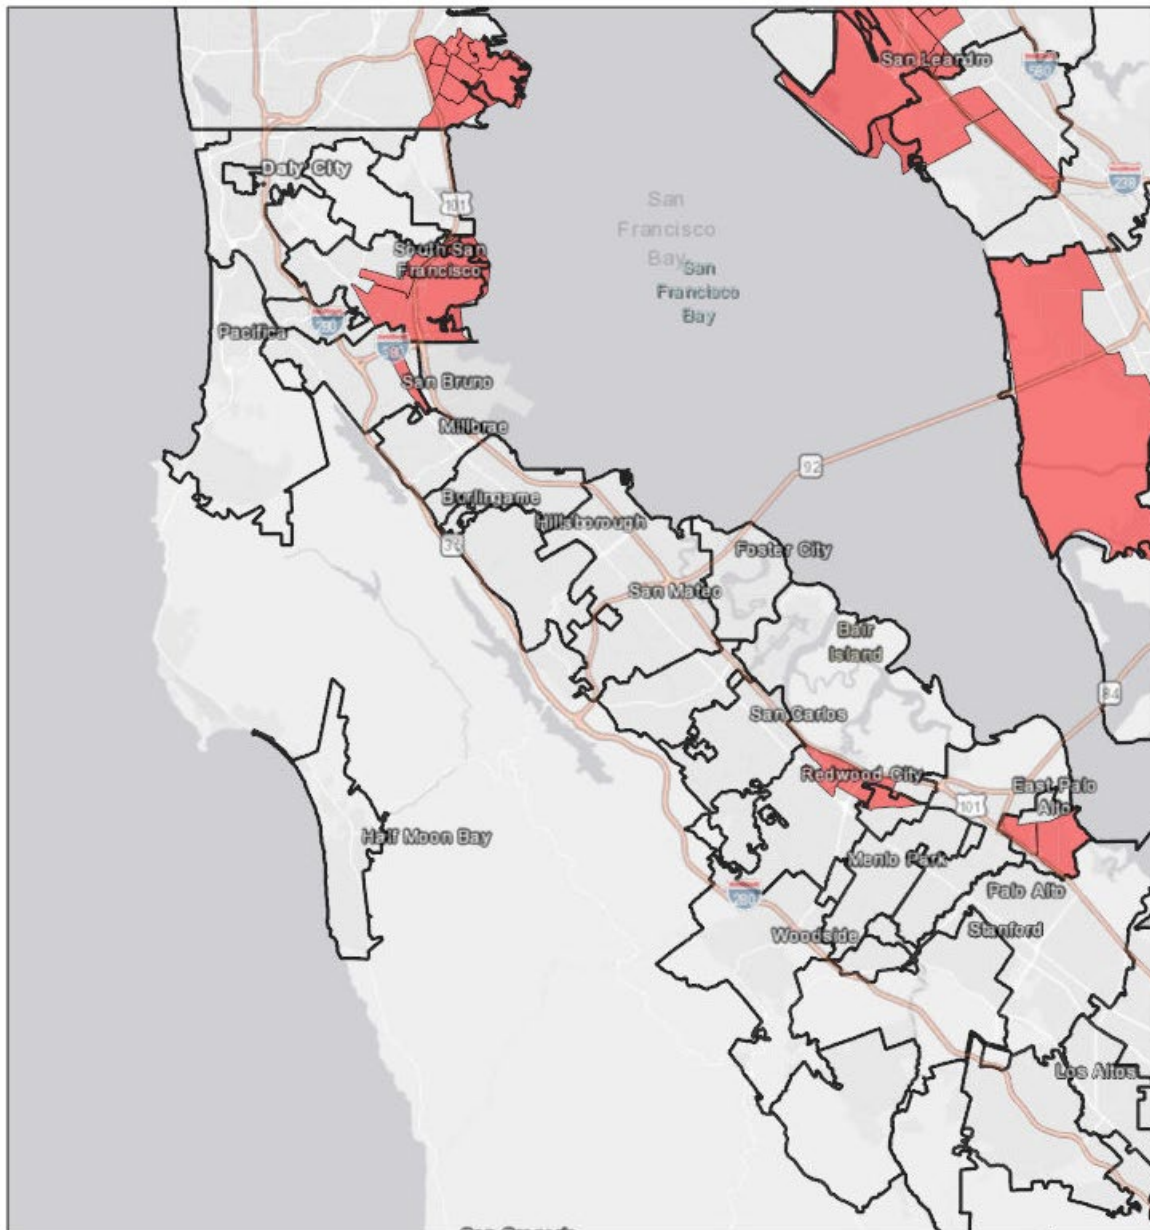 San Leandro
580
Daly City
238
101
San
Francisco
Bay
South San
Francisco
San
Francisco
Bay
Pacifica
280
San Bruno
Millbrae
92
Burlingame
Hillsborough
Foster City
San Mateo
Bair
Island
84
San Carlos
Redwood City
East Palo
Alto
101
Half Moon Bay
Menlo Park
Palo Alto
280
Stanford
Woodside
Los Altos